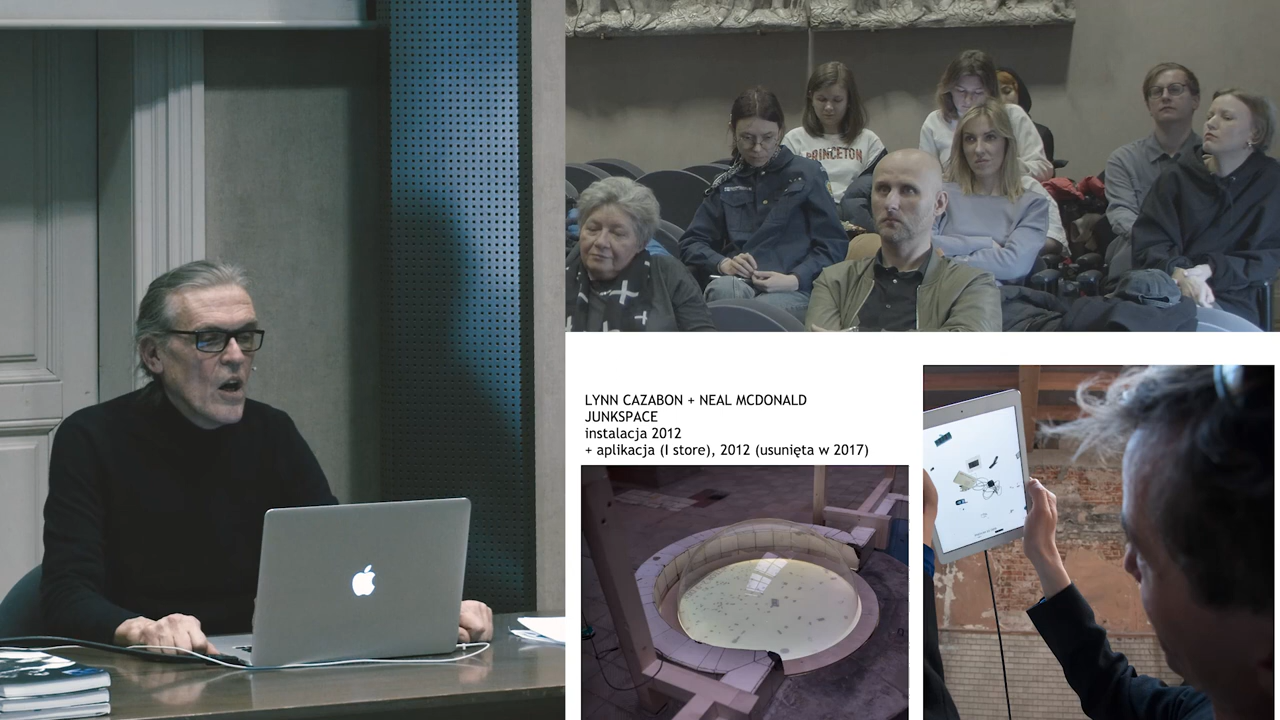 PRINCETON
LYNN CAZABON + NEAL MCDONALD
JUNKSPACE
instalacja 2012
+ aplikacja (I store), 2012 (usunięta w 2017)